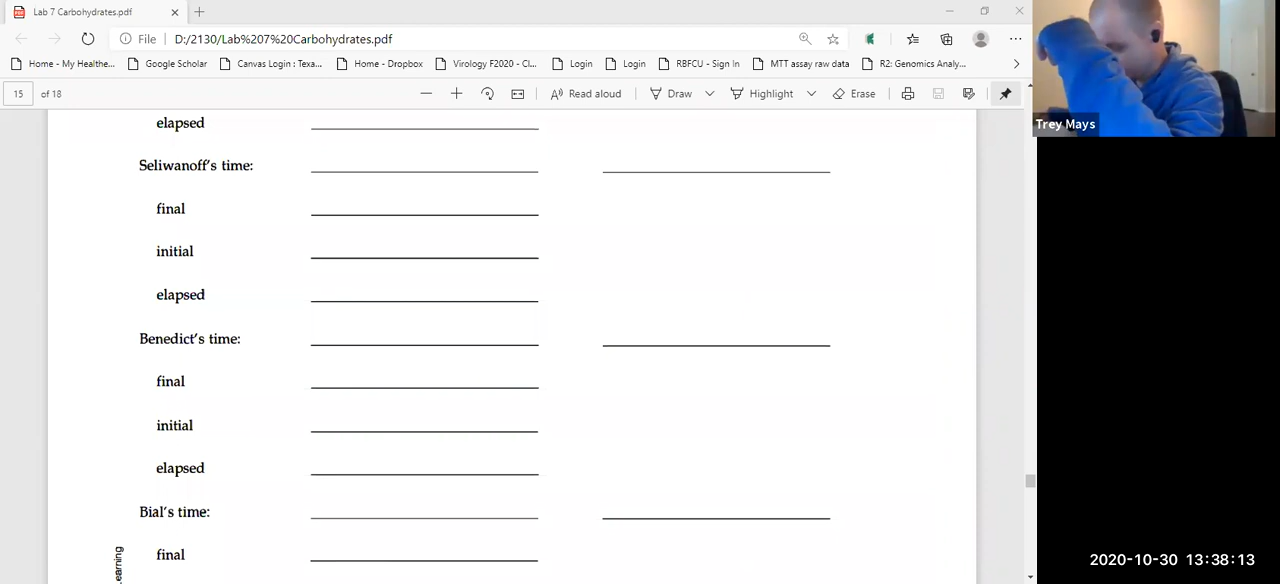 Lab 7 Carbohydrates.pdf
File D:/2130/Lab%207%20Carbohydrates.pdf
Home - My Healthe... Google Scholar Canvas Login : Texa... Home - Dropbox Virology F2020 - Cl... Login Login RBFCU - Sign In MTT assay raw data R2: Genomics Analy...
15 of 18 Read aloud Draw Highlight Erase
elapsed
Seliwanoff's time:
final
initial
elapsed
Benedict's time:
final
initial
elapsed
Bial's time:
final
Trey Mays
2020-10-30 13:38:13